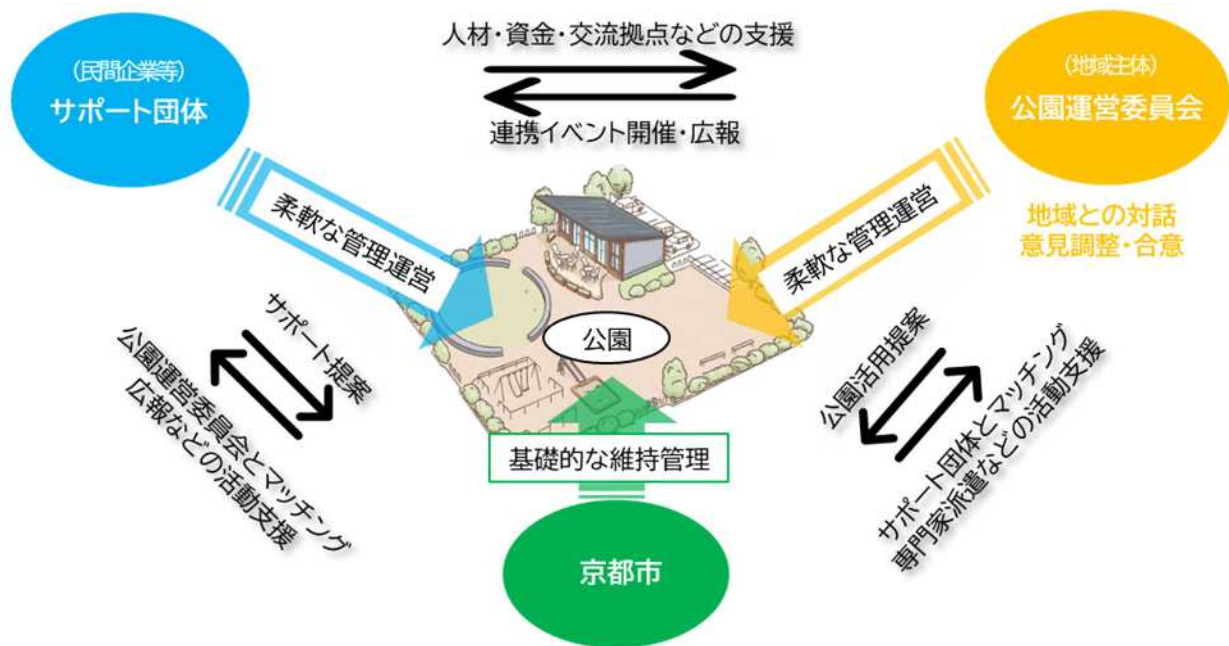 人材・資金・交流拠点などの支援
連携イベント開催・広報
(民間企業等)
サポート団体
(地域主体)
公園運営委員会
地域との対話
意見調整・合意
柔軟な管理運営
柔軟な管理運営
公園
サポート提案
公園運営委員会とマッチング
広報などの活動支援
公園活用提案
サポート団体とマッチング
専門家派遣などの活動支援
基礎的な維持管理
京都市